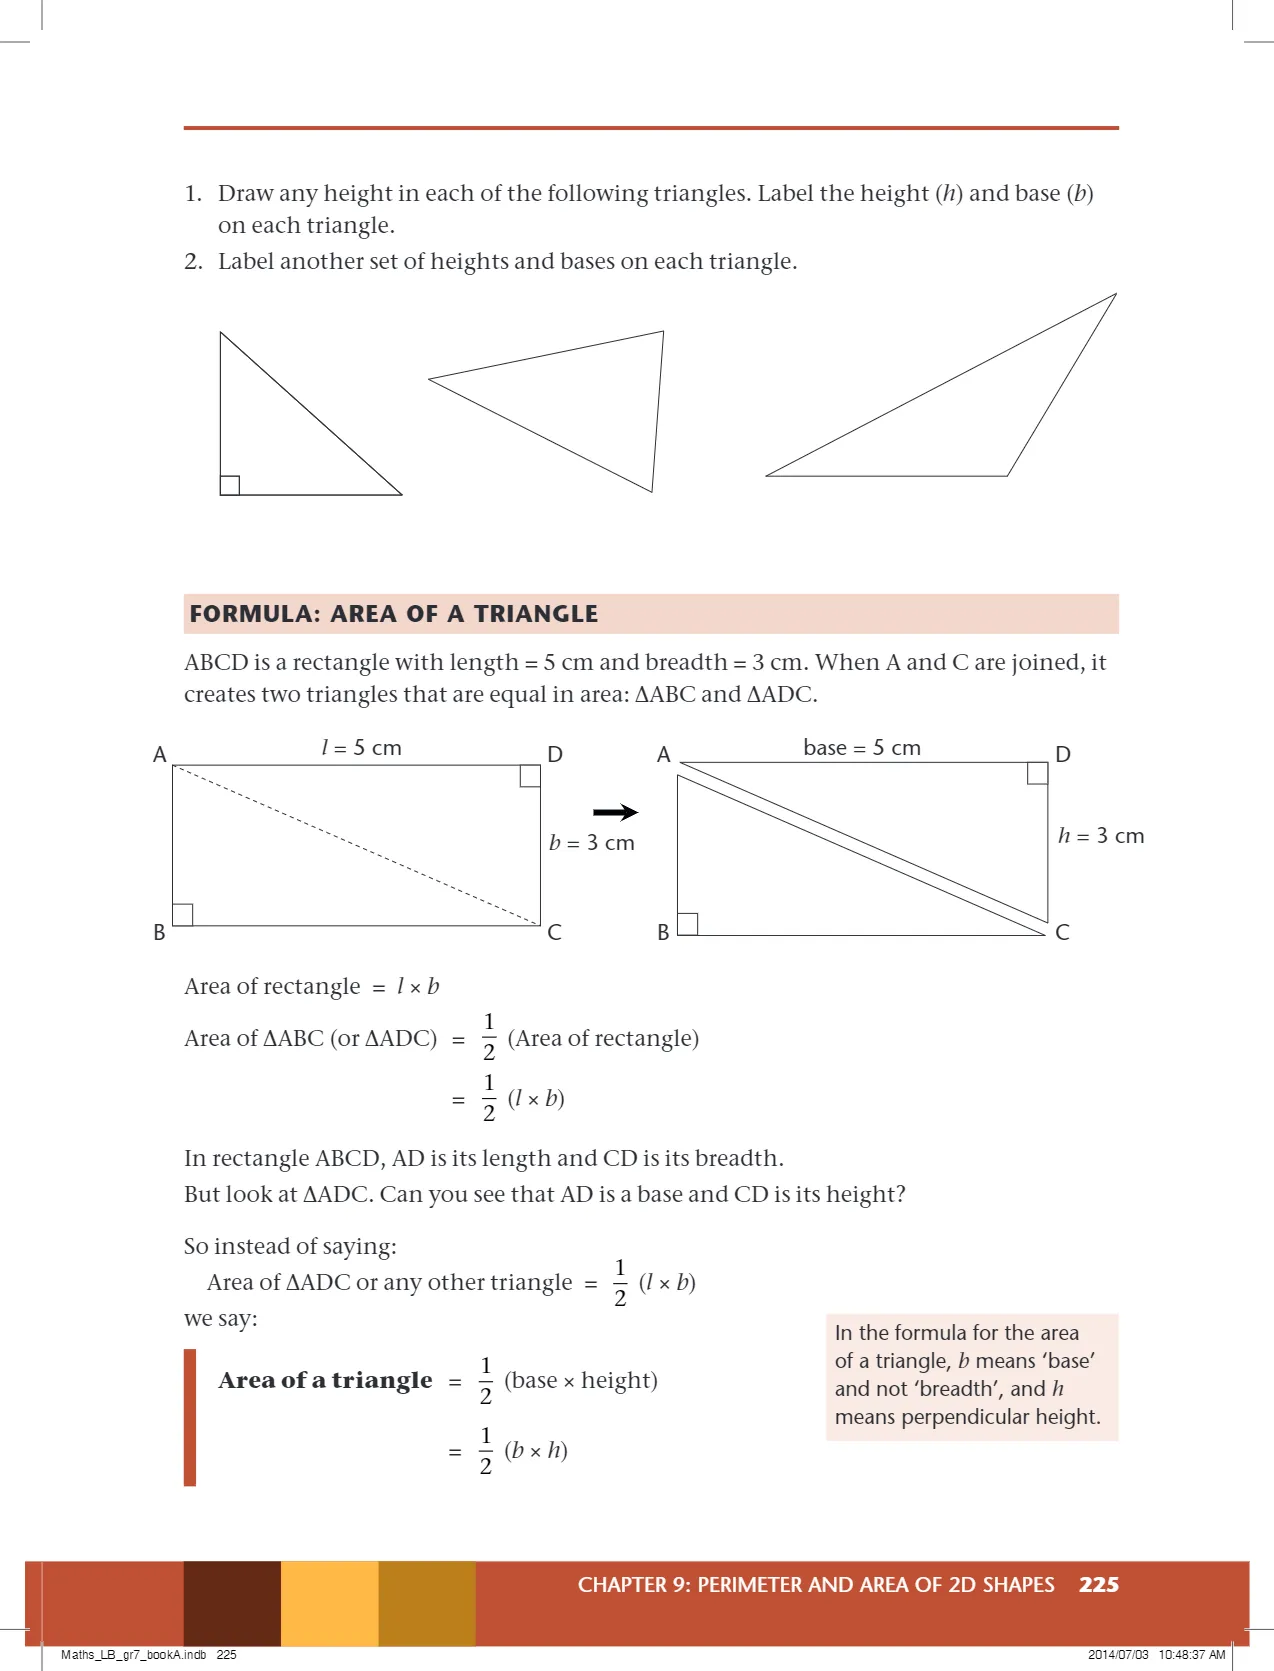 1. Draw any height in each of the following triangles. Label the height (h) and base (b)
on each triangle.
2. Label another set of heights and bases on each triangle.
FORMULA: AREA OF A TRIANGLE
ABCD is a rectangle with length = 5 cm and breadth = 3 cm. When A and C are joined, it
creates two triangles that are equal in area: ΔABC and ΔADC.
A l = 5 cm D
b = 3 cm
B C
A base = 5 cm D
h = 3 cm
B C
Area of rectangle = l × b
Area of ΔABC (or ΔADC) = 1/2 (Area of rectangle)
= 1/2 (l × b)
In rectangle ABCD, AD is its length and CD is its breadth.
But look at ΔADC. Can you see that AD is a base and CD is its height?
So instead of saying:
Area of ΔADC or any other triangle = 1/2 (l × b)
we say:
Area of a triangle = 1/2 (base × height)
= 1/2 (b × h)
In the formula for the area
of a triangle, b means ‘base’
and not ‘breadth’, and h
means perpendicular height.
CHAPTER 9: PERIMETER AND AREA OF 2D SHAPES 225
Maths_LB_gr7_bookA.indb 225 2014/07/03 10:48:37 AM